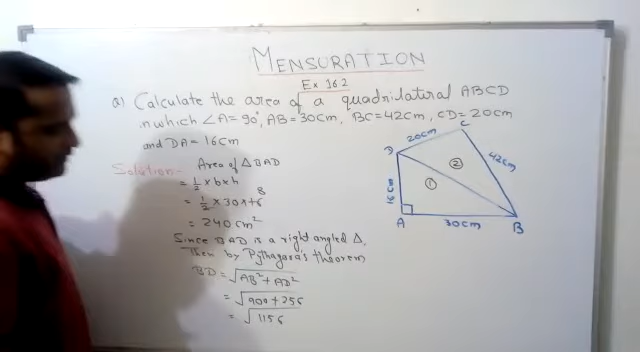 MENSURATION
Ex 16.2
Q) Calculate the area of a quadrilateral ABCD
in which ∠A= 90°, AB=30cm, BC=42cm, CD=20cm
and DA=16cm
Solution:-
Area of △BAD
= 1/2 × b × h
= 1/2 × 30 × 16 8
= 240 cm²
Since BAD is a right angled △,
Then by Pythagora's theorem
BD = √AB²+AD²
= √900+256
= √1156
20cm
C
D
42cm
②
①
16cm
A
30cm
B